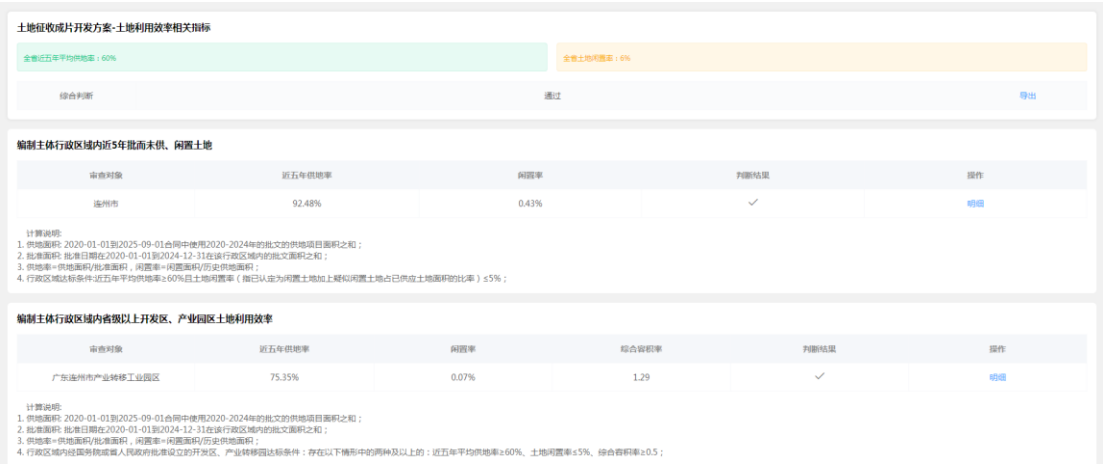 土地征收成片开发方案-土地利用效率相关指标
全省近五年平均供地率：60% 全省土地闲置率：6%
综合判断 通过 导出
编制主体行政区域内近5年批而未供、闲置土地
审查对象 近五年供地率 闲置率 判断结果 操作
连州市 92.48% 0.43% ✓ 明细
计算说明:
1. 供地面积: 2020-01-01到2025-09-01合同中使用2020-2024年的批文的供地项目面积之和；
2. 批准面积: 批准日期在2020-01-01到2024-12-31在该行政区域内的批文面积之和；
3. 供地率=供地面积/批准面积，闲置率=闲置面积/历史供地面积；
4. 行政区域达标条件:近五年平均供地率≥60%且土地闲置率（指已认定为闲置土地加上疑似闲置土地占已供应土地面积的比率）≤5%；
编制主体行政区域内省级以上开发区、产业园区土地利用效率
审查对象 近五年供地率 闲置率 综合容积率 判断结果 操作
广东连州市产业转移工业园区 75.35% 0.07% 1.29 ✓ 明细
计算说明:
1. 供地面积: 2020-01-01到2025-09-01合同中使用2020-2024年的批文的供地项目面积之和；
2. 批准面积: 批准日期在2020-01-01到2024-12-31在该行政区域内的批文面积之和；
3. 供地率=供地面积/批准面积，闲置率=闲置面积/历史供地面积；
4. 行政区域内经国务院或省人民政府批准设立的开发区、产业转移园达标条件：存在以下情形中的两种及以上的：近五年平均供地率≥60%、土地闲置率≤5%、综合容积率≥0.5；